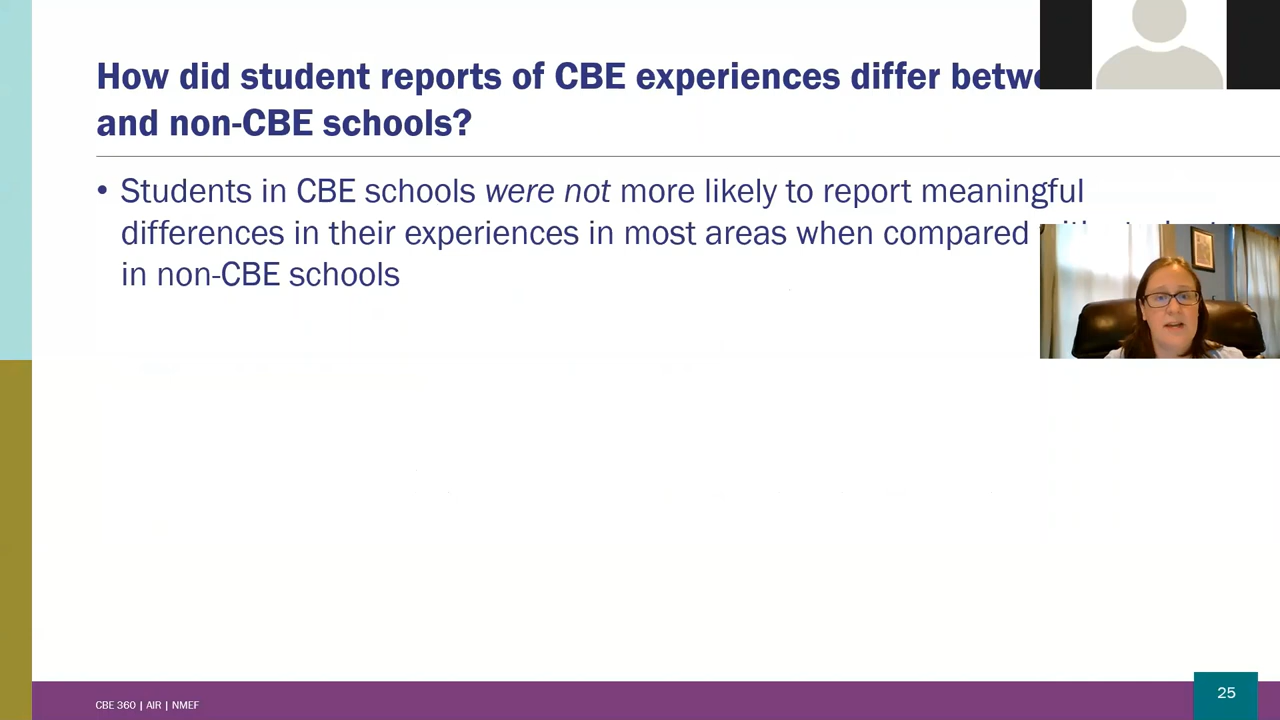 How did student reports of CBE experiences differ
and non-CBE schools?
• Students in CBE schools were not more likely to report meaningful
differences in their experiences in most areas when compared
in non-CBE schools
CBE 360 | AIR | NMEF
25